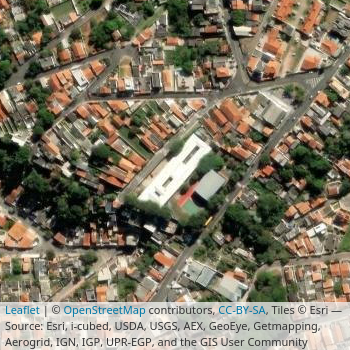 Leaflet | © OpenStreetMap contributors, CC-BY-SA, Tiles © Esri —
Source: Esri, i-cubed, USDA, USGS, AEX, GeoEye, Getmapping,
Aerogrid, IGN, IGP, UPR-EGP, and the GIS User Community